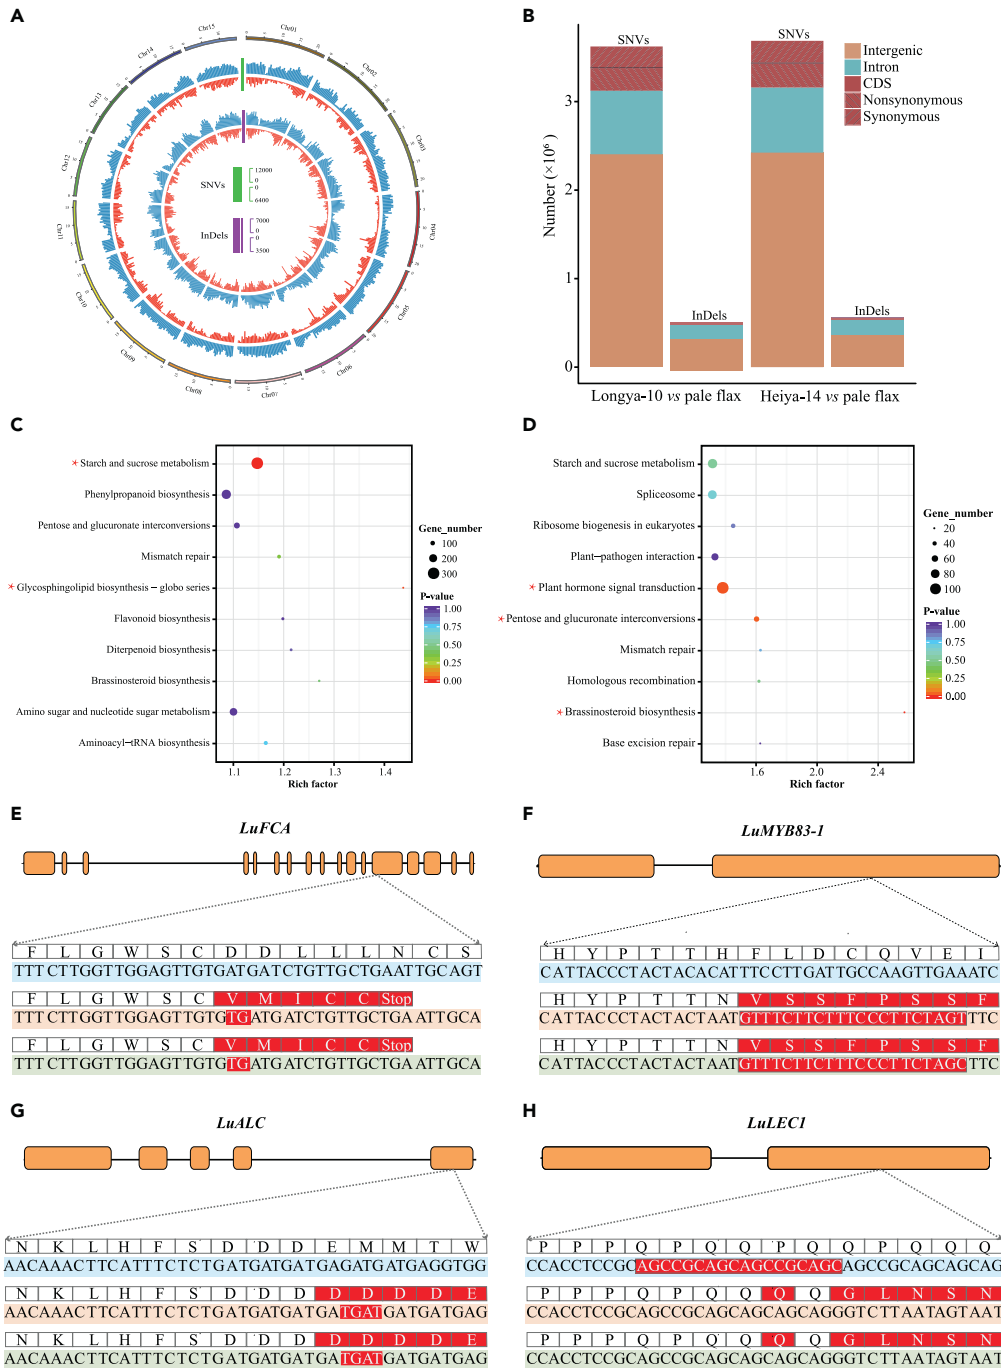 A
Chr01
Chr02
Chr03
Chr04
Chr05
Chr06
Chr07
Chr08
Chr09
Chr10
Chr11
Chr12
Chr13
Chr14
Chr15
SNVs
12000
0
0
6400
InDels
7000
0
0
3500
B
Number (×10⁶)
3
2
1
0
SNVs
InDels
SNVs
InDels
Longya-10 vs pale flax
Heiya-14 vs pale flax
Intergenic
Intron
CDS
Nonsynonymous
Synonymous
C
* Starch and sucrose metabolism
Phenylpropanoid biosynthesis
Pentose and glucuronate interconversions
Mismatch repair
* Glycosphingolipid biosynthesis – globo series
Flavonoid biosynthesis
Diterpenoid biosynthesis
Brassinosteroid biosynthesis
Amino sugar and nucleotide sugar metabolism
Aminoacyl–tRNA biosynthesis
1.1 1.2 1.3 1.4
Rich factor
Gene_number
100
200
300
P-value
1.00
0.75
0.50
0.25
0.00
D
Starch and sucrose metabolism
Spliceosome
Ribosome biogenesis in eukaryotes
Plant–pathogen interaction
* Plant hormone signal transduction
* Pentose and glucuronate interconversions
Mismatch repair
Homologous recombination
* Brassinosteroid biosynthesis
Base excision repair
1.6 2.0 2.4
Rich factor
Gene_number
20
40
60
80
100
P-value
1.00
0.75
0.50
0.25
0.00
E
LuFCA
F L G W S C D D L L L N C S
TTTCTTGGTTGGAGTTGTGATGATCTGTTGCTGAATTGCAGT
F L G W S C V M I C C Stop
TTTCTTGGTTGGAGTTGTGTGATGATCTGTTGCTGAATTGCA
F L G W S C V M I C C Stop
TTTCTTGGTTGGAGTTGTGTGATGATCTGTTGCTGAATTGCA
F
LuMYB83-1
H Y P T T H F L D C Q V E I
CATTACCCTACTACACATTTCCTTGATTGCCAAGTTGAAATC
H Y P T T N V S S F P S S F
CATTACCCTACTACTAATGTTTCTTCTTTCCCTTCTAGTTTC
H Y P T T N V S S F P S S F
CATTACCCTACTACTAATGTTTCTTCTTTCCCTTCTAGCTTC
G
LuALC
N K L H F S D D D E M M T W
AACAAACTTCATTTCTCTGATGATGATGAGATGATGAGGTGG
N K L H F S D D D D D D D E
AACAAACTTCATTTCTCTGATGATGATGATGATGATGATGAG
N K L H F S D D D D D D D E
AACAAACTTCATTTCTCTGATGATGATGATGATGATGATGAG
H
LuLEC1
P P P Q P Q Q P Q Q P Q Q Q
CCACCTCCGCAGCCGCAGCAGCCGCAGCAGCCGCAGCAGCAG
P P P Q P Q Q Q Q G L N S N
CCACCTCCGCAGCCGCAGCAGCAGCAGGGTCTTAATAGTAAT
P P P Q P Q Q Q Q G L N S N
CCACCTCCGCAGCCGCAGCAGCAGCAGGGTCTTAATAGTAAT